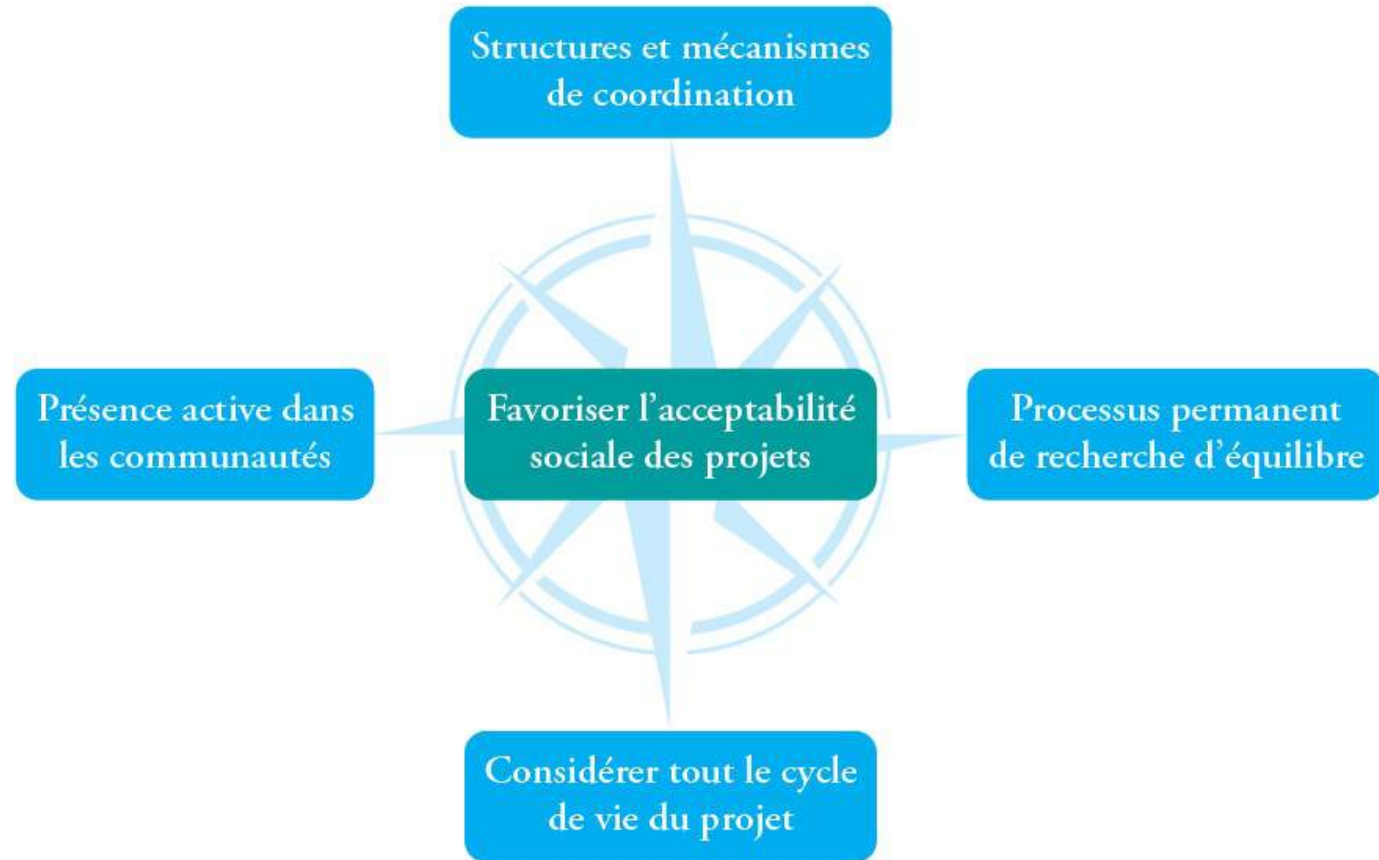 Structures et mécanismes
de coordination
Présence active dans
les communautés
Favoriser l'acceptabilité
sociale des projets
Processus permanent
de recherche d'équilibre
Considérer tout le cycle
de vie du projet